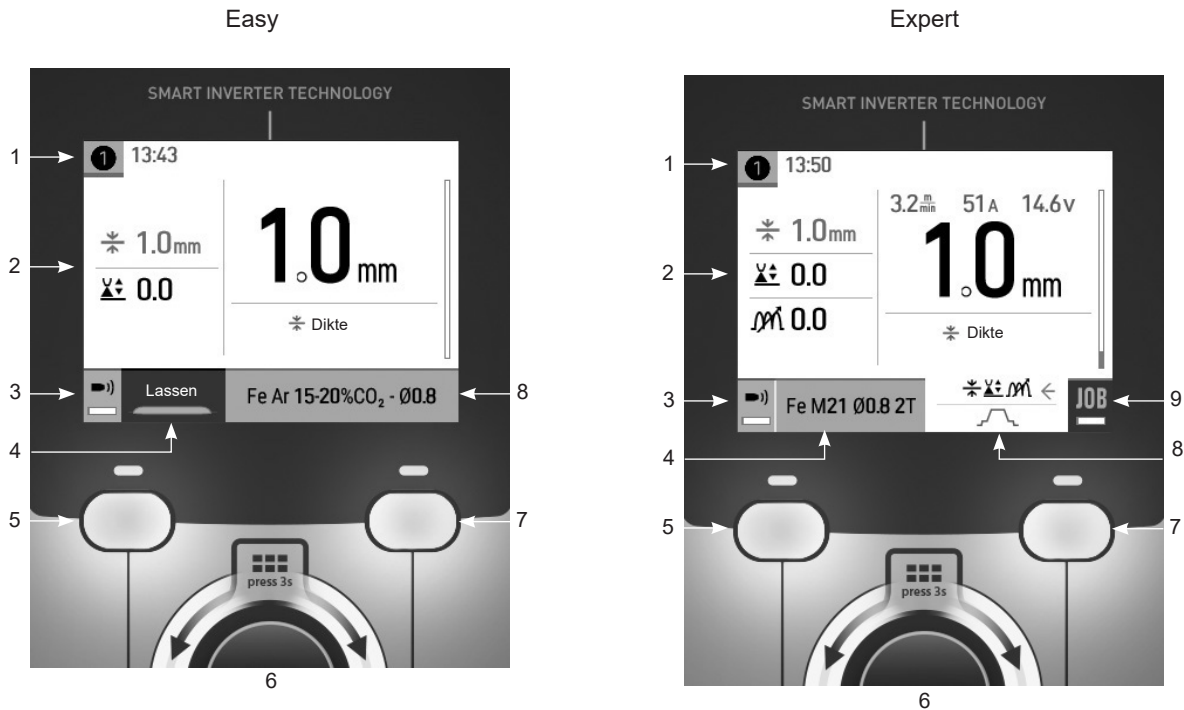 Easy
SMART INVERTER TECHNOLOGY
1
1 13:43
1.0mm
0.0
1.0 mm
Dikte
2
3
Lassen
Fe Ar 15-20%CO₂ - Ø0.8
8
4
5
7
press 3s
6
Expert
SMART INVERTER TECHNOLOGY
1
1 13:50
3.2 m/min 51A 14.6V
1.0mm
0.0
0.0
1.0 mm
Dikte
2
3
Fe M21 Ø0.8 2T
JOB
9
4
8
5
7
press 3s
6